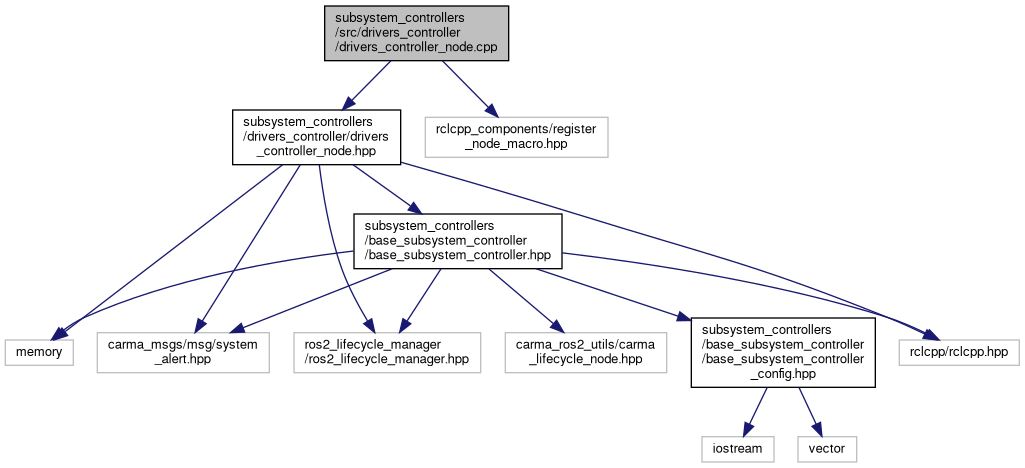 subsystem_controllers
/src/drivers_controller
/drivers_controller_node.cpp
subsystem_controllers
/drivers_controller/drivers
_controller_node.hpp
rclcpp_components/register
_node_macro.hpp
subsystem_controllers
/base_subsystem_controller
/base_subsystem_controller.hpp
memory
carma_msgs/msg/system
_alert.hpp
ros2_lifecycle_manager
/ros2_lifecycle_manager.hpp
carma_ros2_utils/carma
_lifecycle_node.hpp
subsystem_controllers
/base_subsystem_controller
/base_subsystem_controller
_config.hpp
rclcpp/rclcpp.hpp
iostream
vector